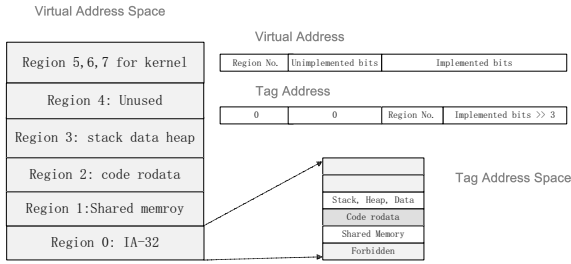 Virtual Address Space
Region 5,6,7 for kernel
Region 4: Unused
Region 3: stack data heap
Region 2: code rodata
Region 1:Shared memroy
Region 0: IA-32
Virtual Address
Region No. Unimplemented bits Implemented bits
Tag Address
0 0 Region No. Implemented bits >> 3
Tag Address Space
Stack, Heap, Data
Code rodata
Shared Memory
Forbidden